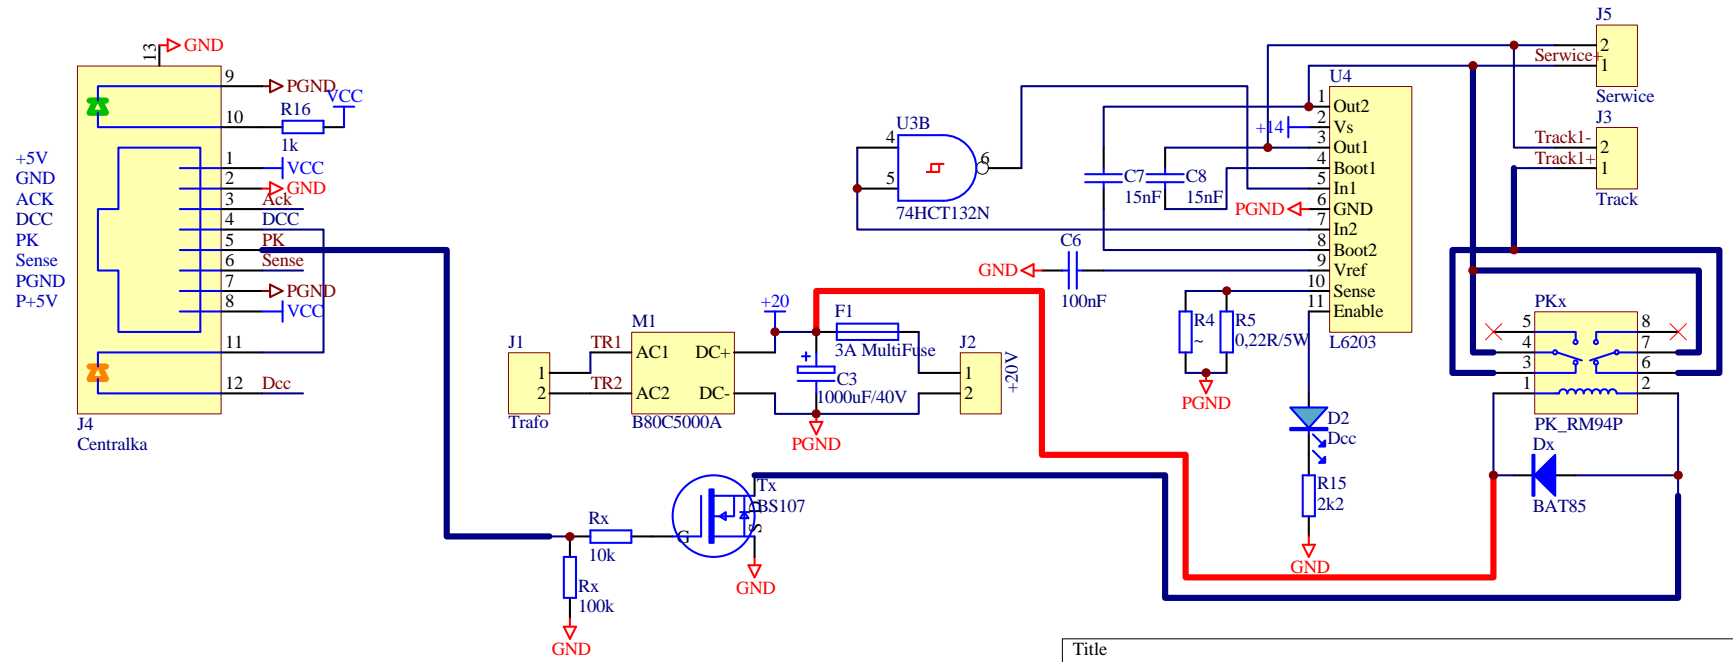 13
GND
9
PGND
VCC
R16
10
1k
+5V
GND
ACK
DCC
PK
Sense
PGND
P+5V
1
VCC
2
GND
3
Ack
4
DCC
5
PK
6
Sense
7
PGND
8
VCC
11
12
Dcc
J4
Centralka
J1
1
2
Trafo
TR1
TR2
M1
AC1
AC2
DC+
DC-
B80C5000A
+20
F1
3A MultiFuse
C3
1000uF/40V
PGND
J2
1
2
+20V
Rx
10k
Rx
100k
GND
Tx
BS107
G
D
S
GND
U3B
4
5
6
74HCT132N
C7
15nF
C8
15nF
C6
GND
100nF
U4
1 Out2
+14
2 Vs
3 Out1
4 Boot1
5 In1
PGND
6 GND
7 In2
8 Boot2
9 Vref
10 Sense
11 Enable
L6203
R4
~
R5
0,22R/5W
PGND
D2
Dcc
R15
2k2
GND
J5
Serwice+
2
1
Serwice
J3
Track1-
2
Track1+
1
Track
PKx
5
8
4
7
3
6
1
2
PK_RM94P
Dx
BAT85
Title